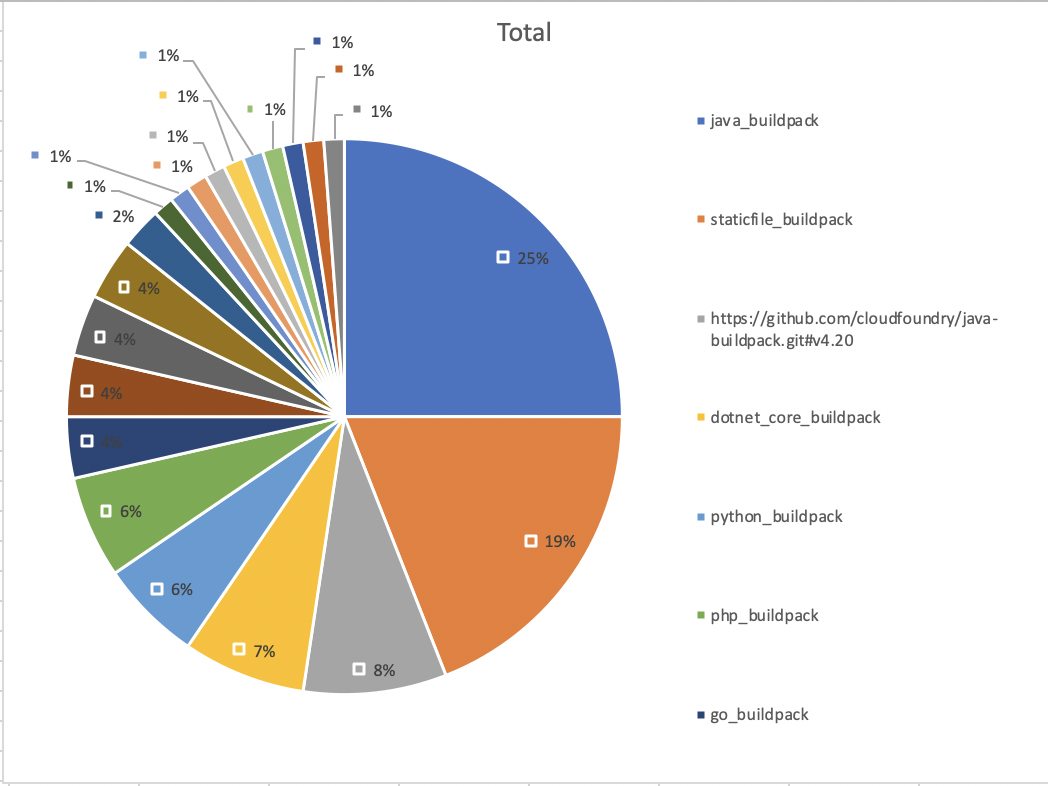 Total
1%
1%
1%
1%
1%
1%
1%
1%
1%
1%
2%
25%
4%
4%
4%
4%
19%
6%
6%
7%
8%
java_buildpack
staticfile_buildpack
https://github.com/cloudfoundry/java-
buildpack.git#v4.20
dotnet_core_buildpack
python_buildpack
php_buildpack
go_buildpack